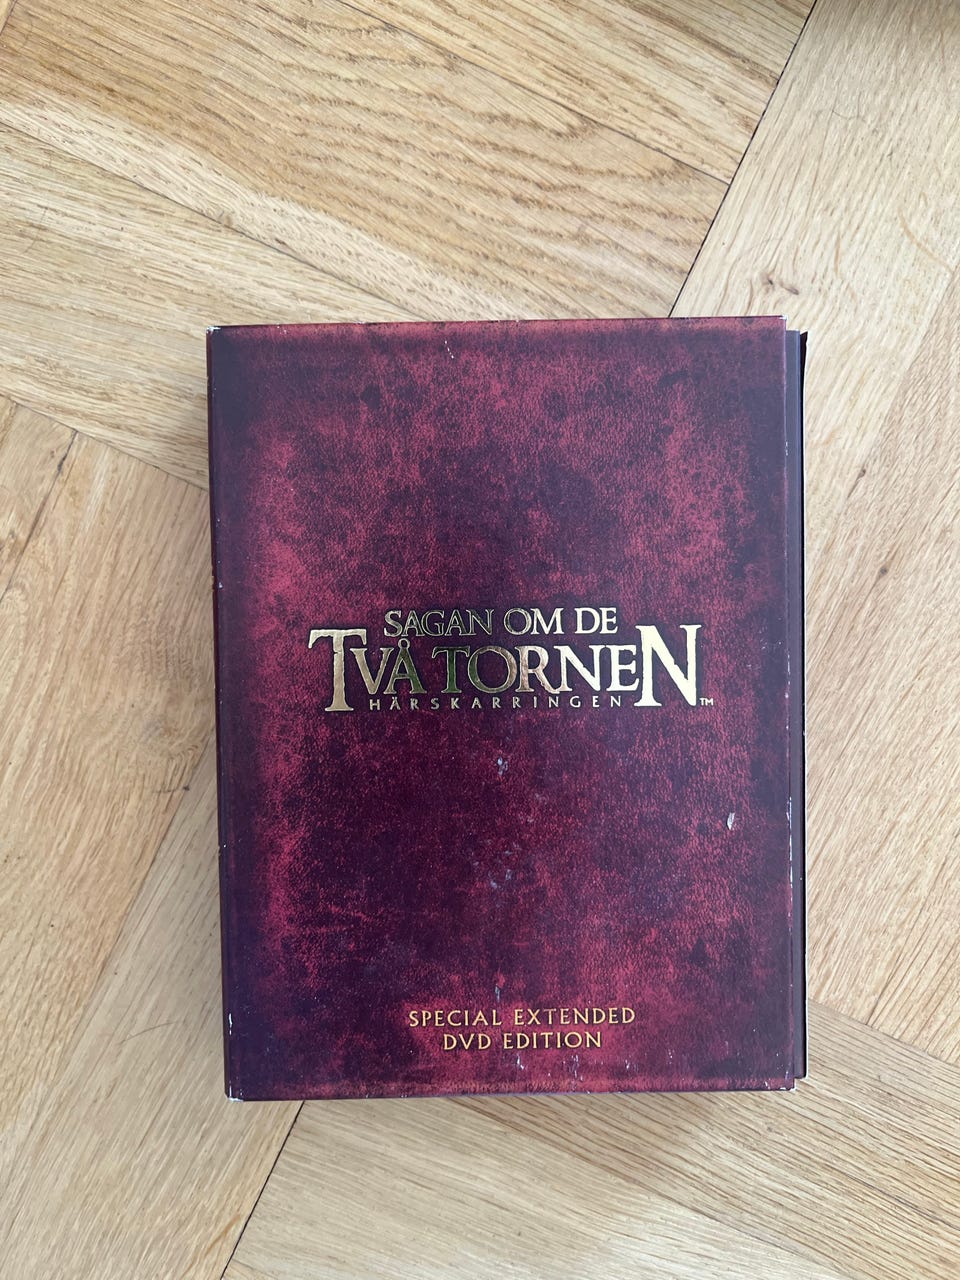 SAGAN OM DE
TVÅ TORNEN
HÄRSKARRINGEN™
SPECIAL EXTENDED
DVD EDITION